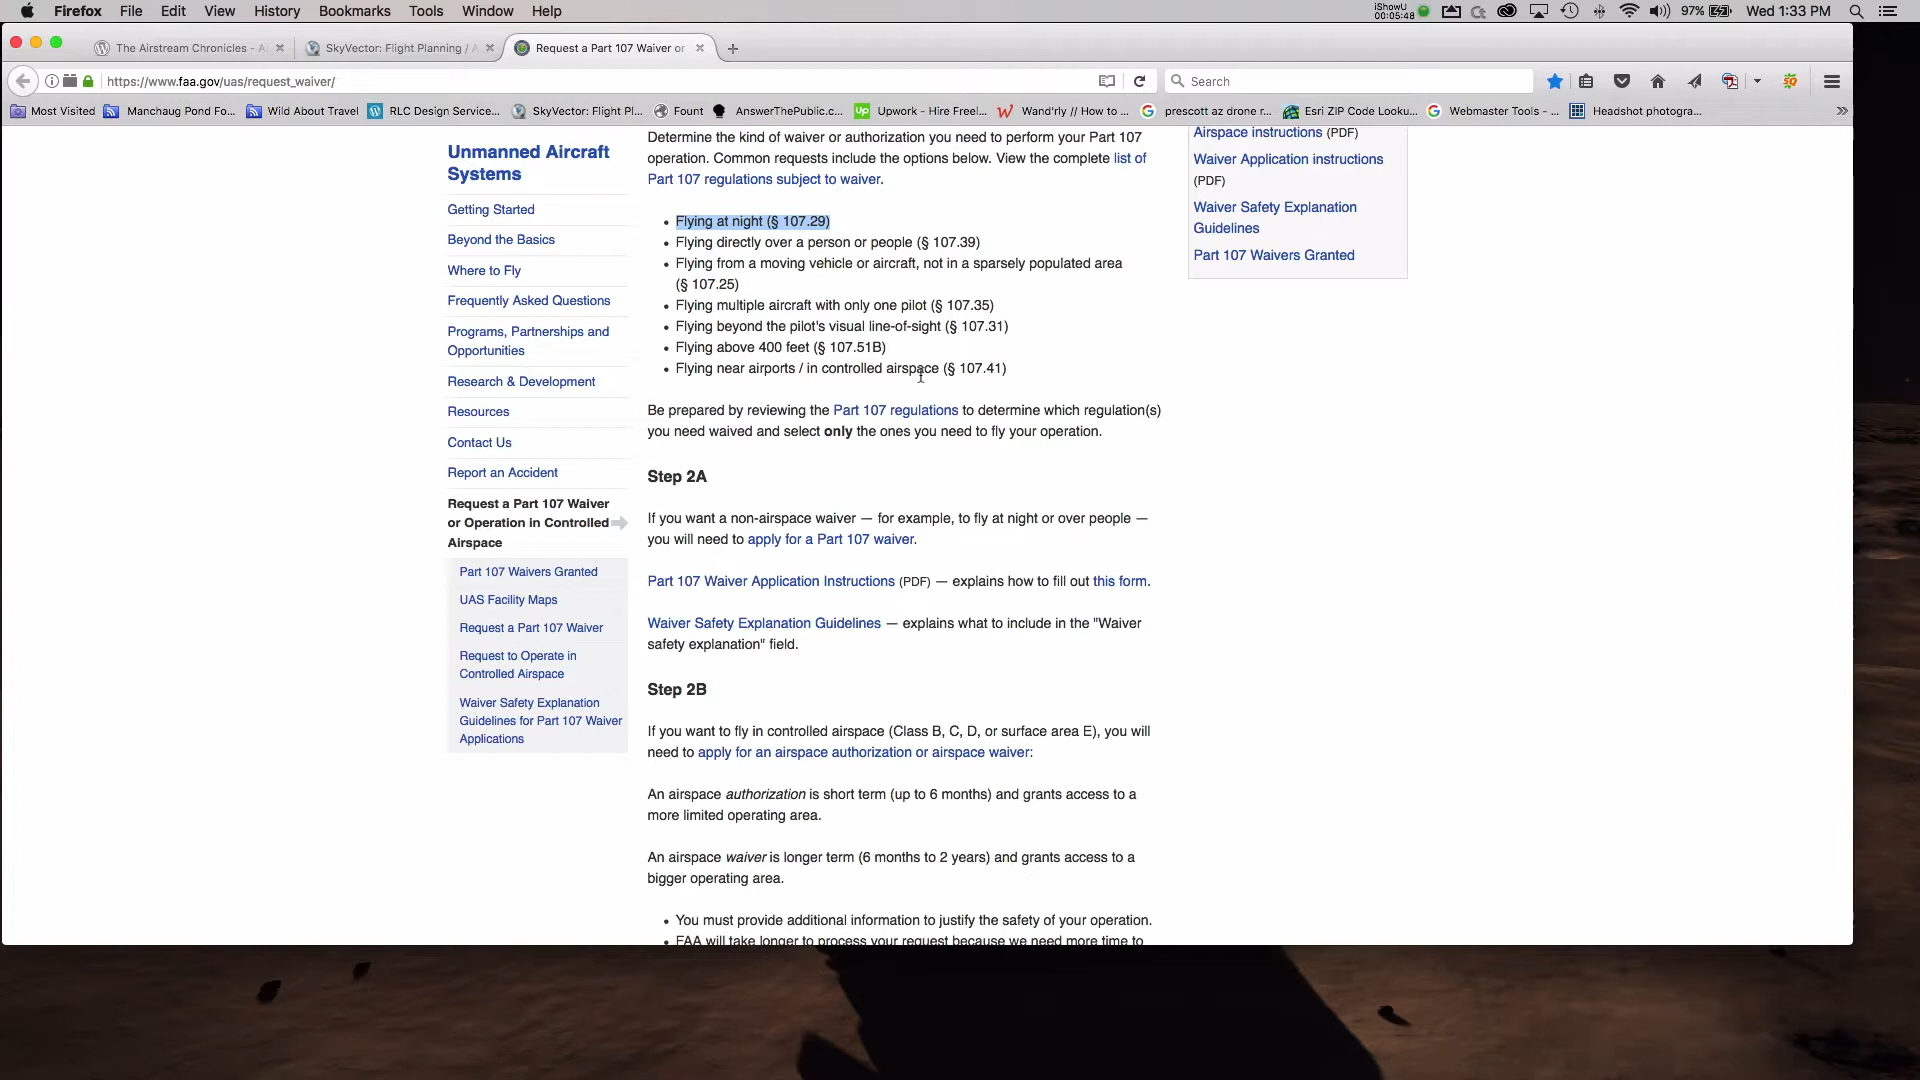 Firefox File Edit View History Bookmarks Tools Window Help
iShowU
00:05:48
97% Wed 1:33 PM
The Airstream Chronicles - A
SkyVector: Flight Planning / A
Request a Part 107 Waiver or
https://www.faa.gov/uas/request_waiver/
Search
Most Visited Manchaug Pond Fo... Wild About Travel RLC Design Service... SkyVector: Flight Pl... Fount AnswerThePublic.c... Upwork - Hire Freel... Wand'rly // How to ... prescott az drone r... Esri ZIP Code Looku... Webmaster Tools - ... Headshot photogra...
Unmanned Aircraft
Systems
Getting Started
Beyond the Basics
Where to Fly
Frequently Asked Questions
Programs, Partnerships and
Opportunities
Research & Development
Resources
Contact Us
Report an Accident
Request a Part 107 Waiver
or Operation in Controlled
Airspace
Part 107 Waivers Granted
UAS Facility Maps
Request a Part 107 Waiver
Request to Operate in
Controlled Airspace
Waiver Safety Explanation
Guidelines for Part 107 Waiver
Applications
Determine the kind of waiver or authorization you need to perform your Part 107
operation. Common requests include the options below. View the complete list of
Part 107 regulations subject to waiver.
• Flying at night (§ 107.29)
• Flying directly over a person or people (§ 107.39)
• Flying from a moving vehicle or aircraft, not in a sparsely populated area
(§ 107.25)
• Flying multiple aircraft with only one pilot (§ 107.35)
• Flying beyond the pilot's visual line-of-sight (§ 107.31)
• Flying above 400 feet (§ 107.51B)
• Flying near airports / in controlled airspace (§ 107.41)
Be prepared by reviewing the Part 107 regulations to determine which regulation(s)
you need waived and select only the ones you need to fly your operation.
Step 2A
If you want a non-airspace waiver — for example, to fly at night or over people —
you will need to apply for a Part 107 waiver.
Part 107 Waiver Application Instructions (PDF) — explains how to fill out this form.
Waiver Safety Explanation Guidelines — explains what to include in the "Waiver
safety explanation" field.
Step 2B
If you want to fly in controlled airspace (Class B, C, D, or surface area E), you will
need to apply for an airspace authorization or airspace waiver:
An airspace authorization is short term (up to 6 months) and grants access to a
more limited operating area.
An airspace waiver is longer term (6 months to 2 years) and grants access to a
bigger operating area.
• You must provide additional information to justify the safety of your operation.
• FAA will take longer to process your request because we need more time to
Airspace instructions (PDF)
Waiver Application instructions
(PDF)
Waiver Safety Explanation
Guidelines
Part 107 Waivers Granted